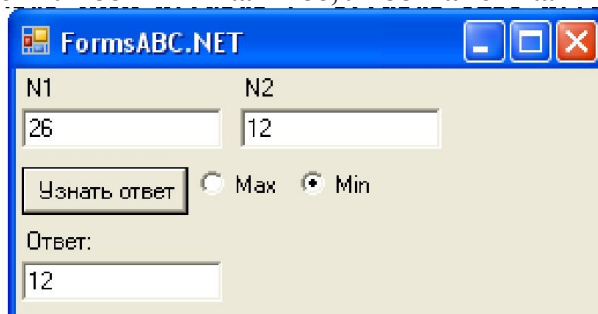 FormsABC.NET
N1 N2
26 12
Узнать ответ Max Min
Ответ:
12